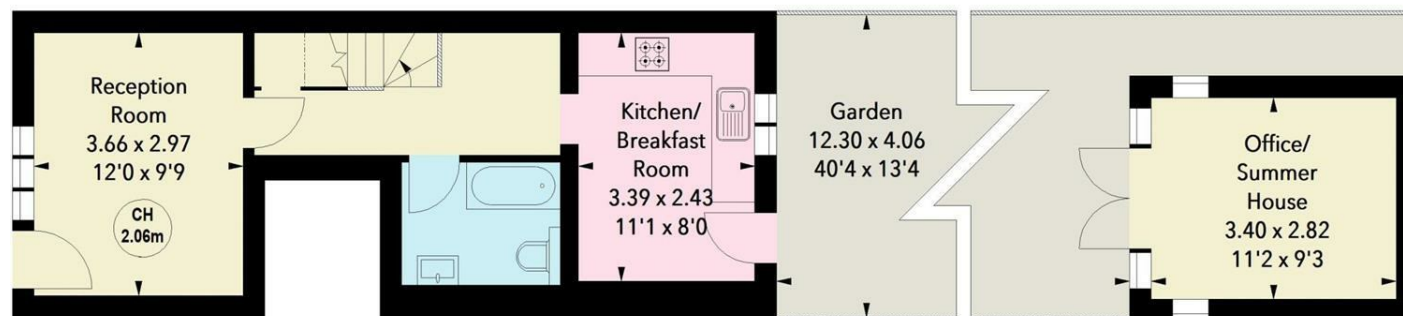 Reception
Room
3.66 x 2.97
12'0 x 9'9
CH
2.06m
Kitchen/
Breakfast
Room
3.39 x 2.43
11'1 x 8'0
Garden
12.30 x 4.06
40'4 x 13'4
Office/
Summer
House
3.40 x 2.82
11'2 x 9'3